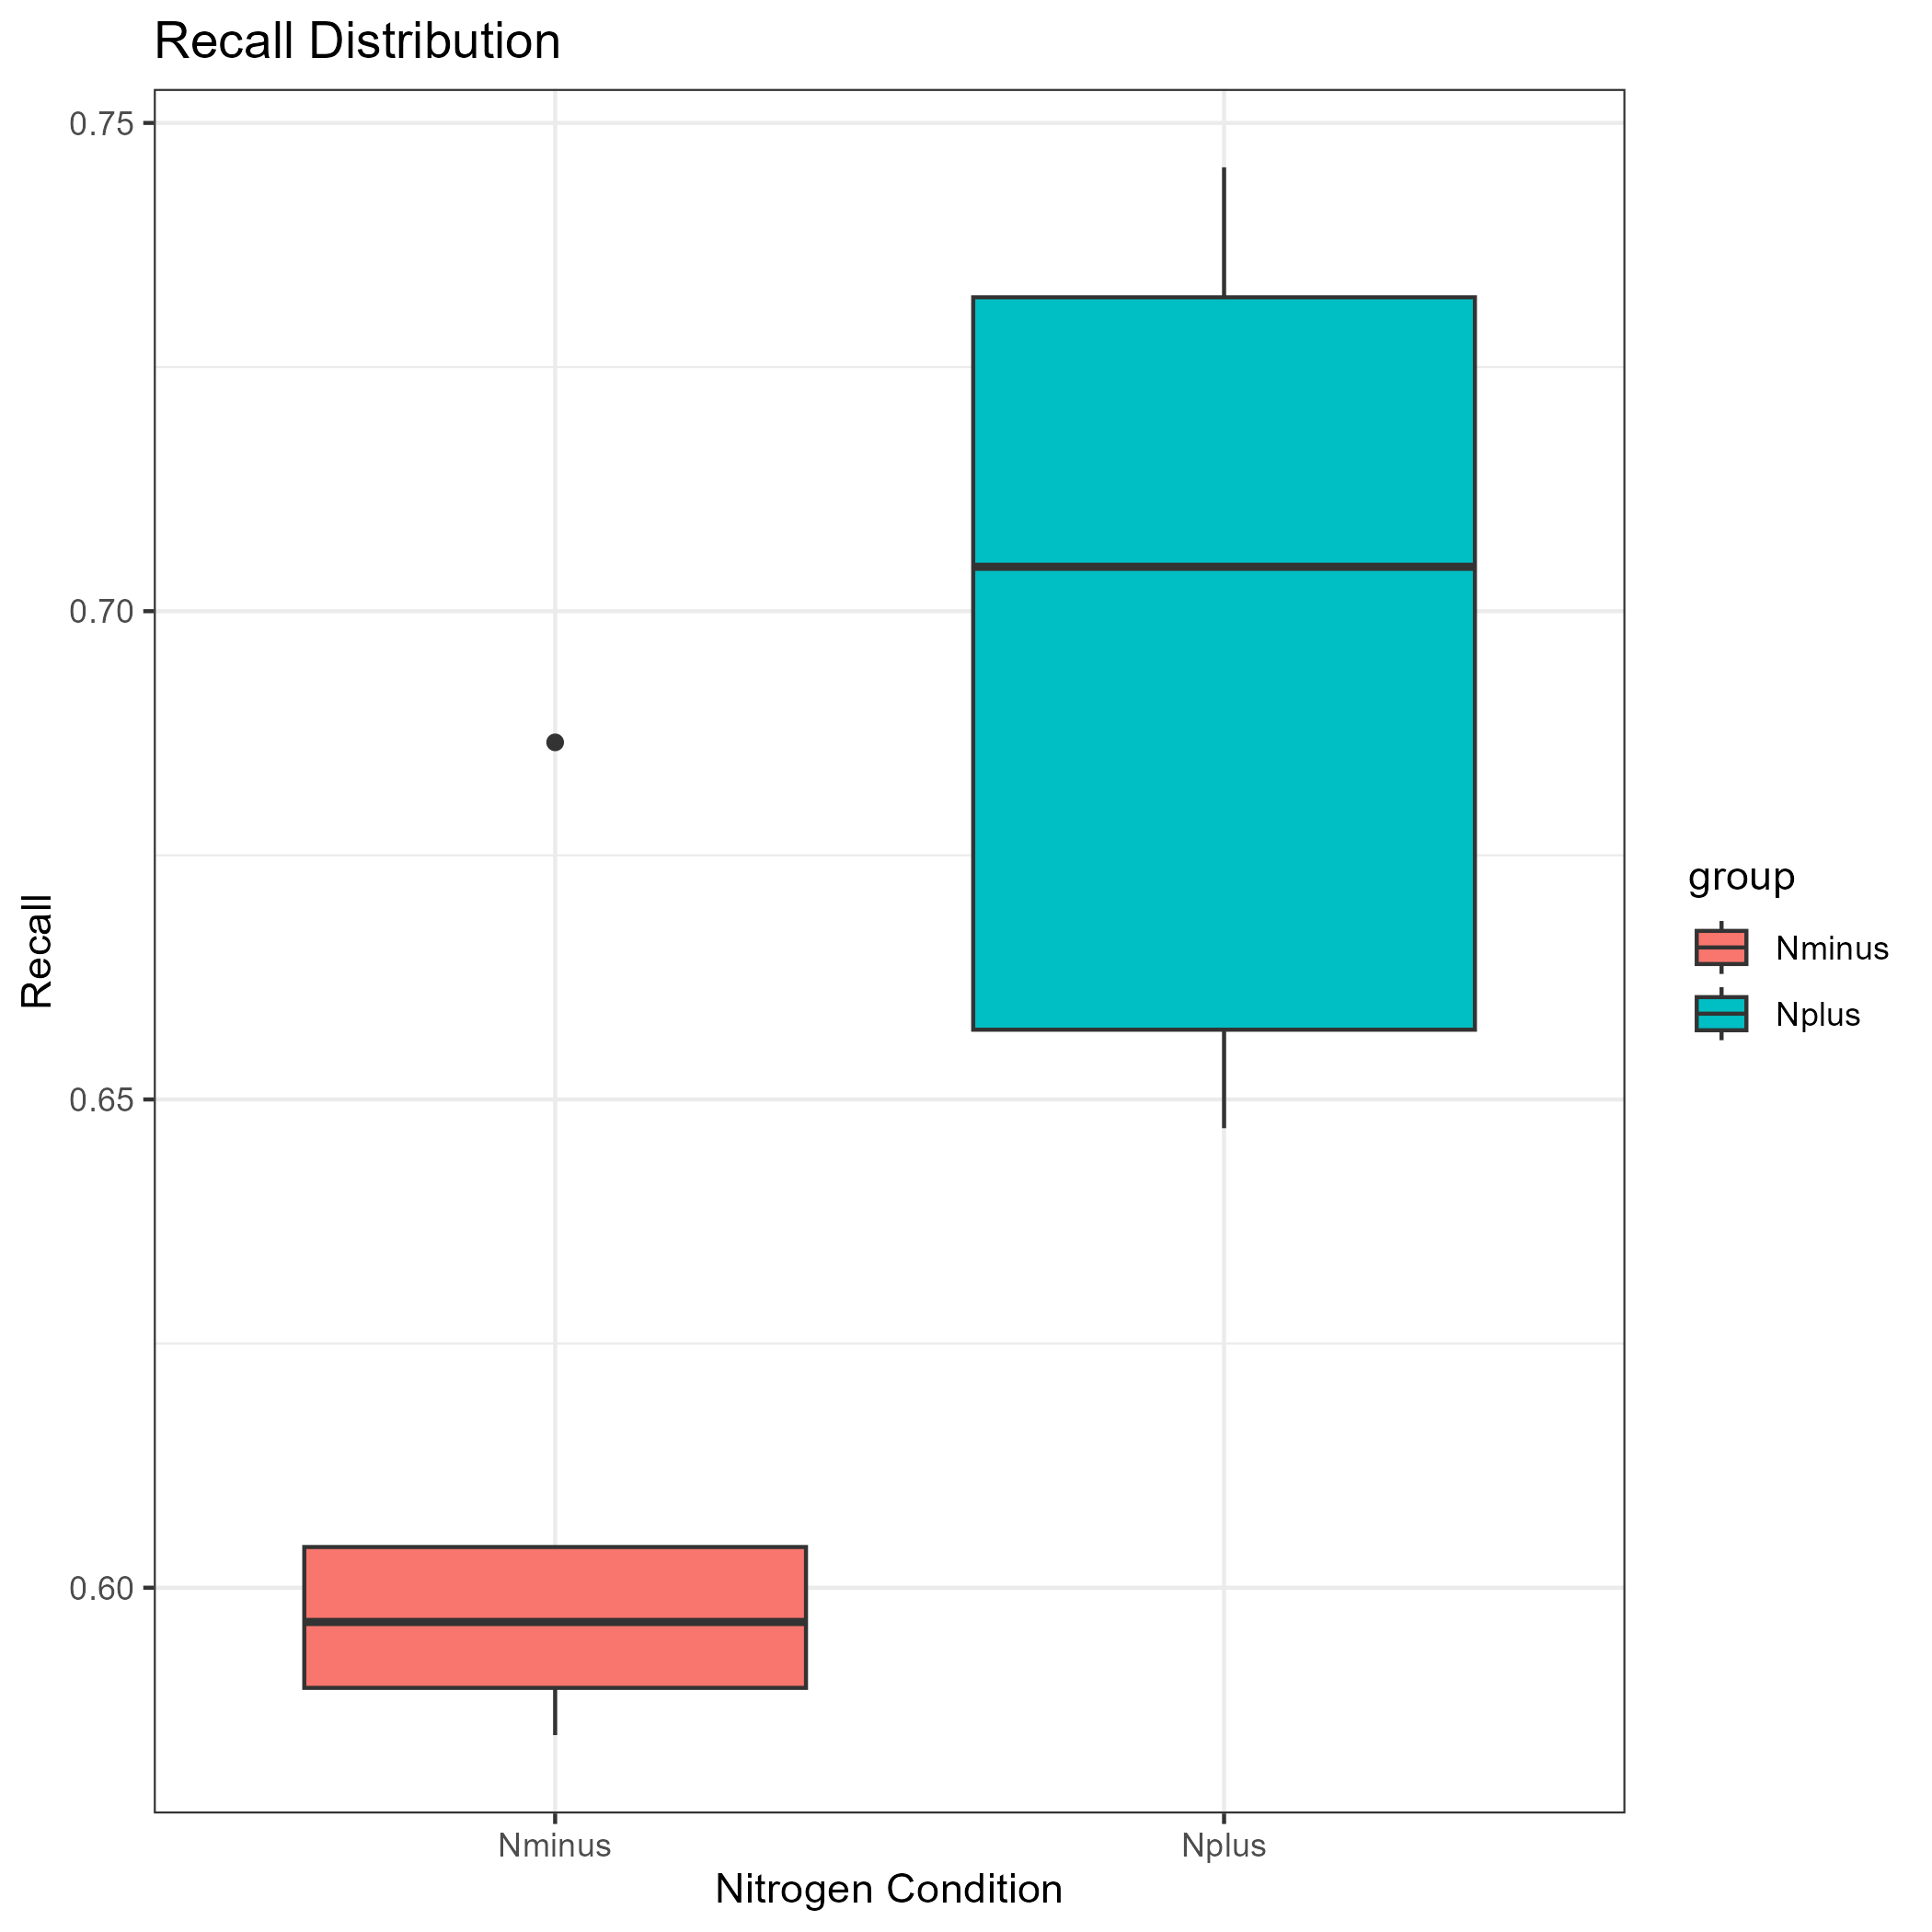 Recall Distribution
0.75
0.70
0.65
0.60
Recall
Nminus
Nplus
Nitrogen Condition
group
Nminus
Nplus